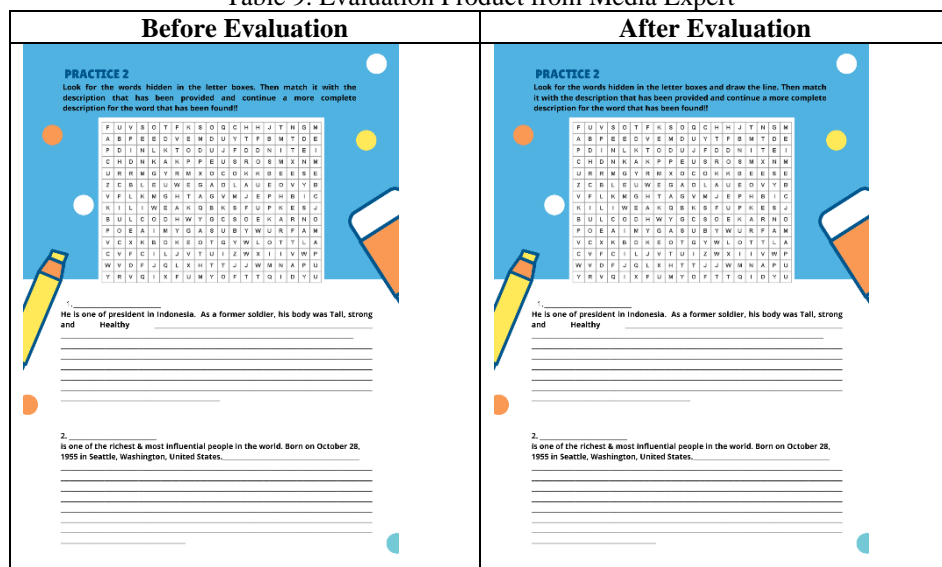 Table 9. Evaluation Product from Media Expert
Before Evaluation
After Evaluation
PRACTICE 2
Look for the words hidden in the letter boxes. Then match it with the
description that has been provided and continue a more complete
description for the word that has been found!!
F U V S O T F K S O Q C H H J T N G M
A B F E E D V E M D U Y T F B M T D E
P D I N L K T O D U J F D D N I T E I
C H D N K A K P P E U S R O S M X N M
U R R M G Y R M X O C O K K B E E S E
Z C B L E U W E G A D L A U E D V Y B
V F L K M G H T A G V M J E P H B I C
K I L I W E A K Q B K S F U P K E S J
B U L C O D H W Y G C S O E K A R N O
P O E A I M Y G A S U B Y W U R F A M
V C X K B D K E O T G Y W L O T T L A
C V F C I L J V T U I Z W X I I V W P
W V D F J Q L X H T T J J W M N A P U
Y R V Q I X F U M Y O F T T Q I D Y U
1.
He is one of president in Indonesia. As a former soldier, his body was Tall, strong
and Healthy
2.
is one of the richest & most influential people in the world. Born on October 28,
1955 in Seattle, Washington, United States.
PRACTICE 2
Look for the words hidden in the letter boxes and draw the line. Then match
it with the description that has been provided and continue a more complete
description for the word that has been found!!
F U V S O T F K S O Q C H H J T N G M
A B F E E D V E M D U Y T F B M T D E
P D I N L K T O D U J F D D N I T E I
C H D N K A K P P E U S R O S M X N M
U R R M G Y R M X O C O K K B E E S E
Z C B L E U W E G A D L A U E D V Y B
V F L K M G H T A G V M J E P H B I C
K I L I W E A K Q B K S F U P K E S J
B U L C O D H W Y G C S O E K A R N O
P O E A I M Y G A S U B Y W U R F A M
V C X K B D K E O T G Y W L O T T L A
C V F C I L J V T U I Z W X I I V W P
W V D F J Q L X H T T J J W M N A P U
Y R V Q I X F U M Y O F T T Q I D Y U
1.
He is one of president in Indonesia. As a former soldier, his body was Tall, strong
and Healthy
2.
is one of the richest & most influential people in the world. Born on October 28,
1955 in Seattle, Washington, United States.